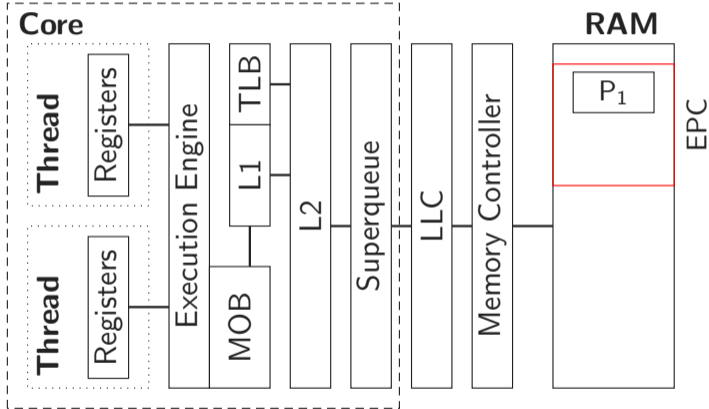 Core
RAM
Thread
Registers
Thread
Registers
Execution Engine
TLB
L1
MOB
L2
Superqueue
LLC
Memory Controller
P1
EPC